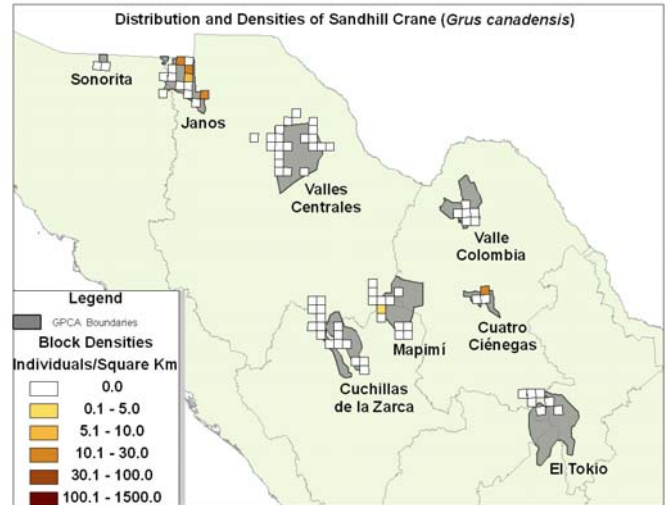 Distribution and Densities of Sandhill Crane (Grus canadensis)
Sonorita
Janos
Valles
Centrales
Valle
Colombia
Cuatro
Ciénegas
Mapimí
Cuchillas
de la Zarca
El Tokio
Legend
GPCA Boundaries
Block Densities
Individuals/Square Km
0.0
0.1 - 5.0
5.1 - 10.0
10.1 - 30.0
30.1 - 100.0
100.1 - 1500.0